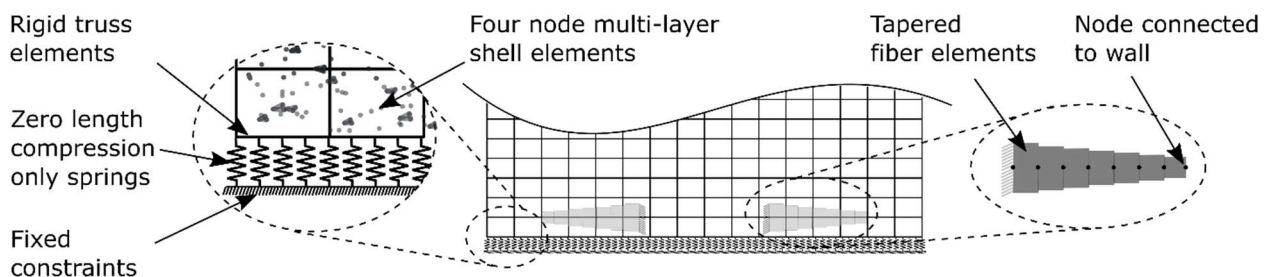 Rigid truss
elements
Four node multi-layer
shell elements
Tapered
fiber elements
Node connected
to wall
Zero length
compression
only springs
Fixed
constraints